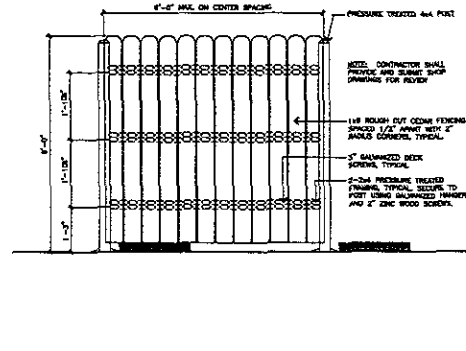 8'-0" MAX. ON CENTER SPACING
PRESSURE TREATED 4x4 POST
NOTE: CONTRACTOR SHALL
PROVIDE AND SUBMIT SHOP
DRAWINGS FOR REVIEW
1x8 ROUGH CUT CEDAR FENCING
SPACED 1/2" APART WITH 2"
RADIUS CORNERS, TYPICAL
3" GALVANIZED DECK
SCREWS, TYPICAL
2-2x4 PRESSURE TREATED
FRAMING, TYPICAL, SECURE TO
POST USING GALVANIZED HANGER
AND 2" ZINC WOOD SCREWS.
1'-3"